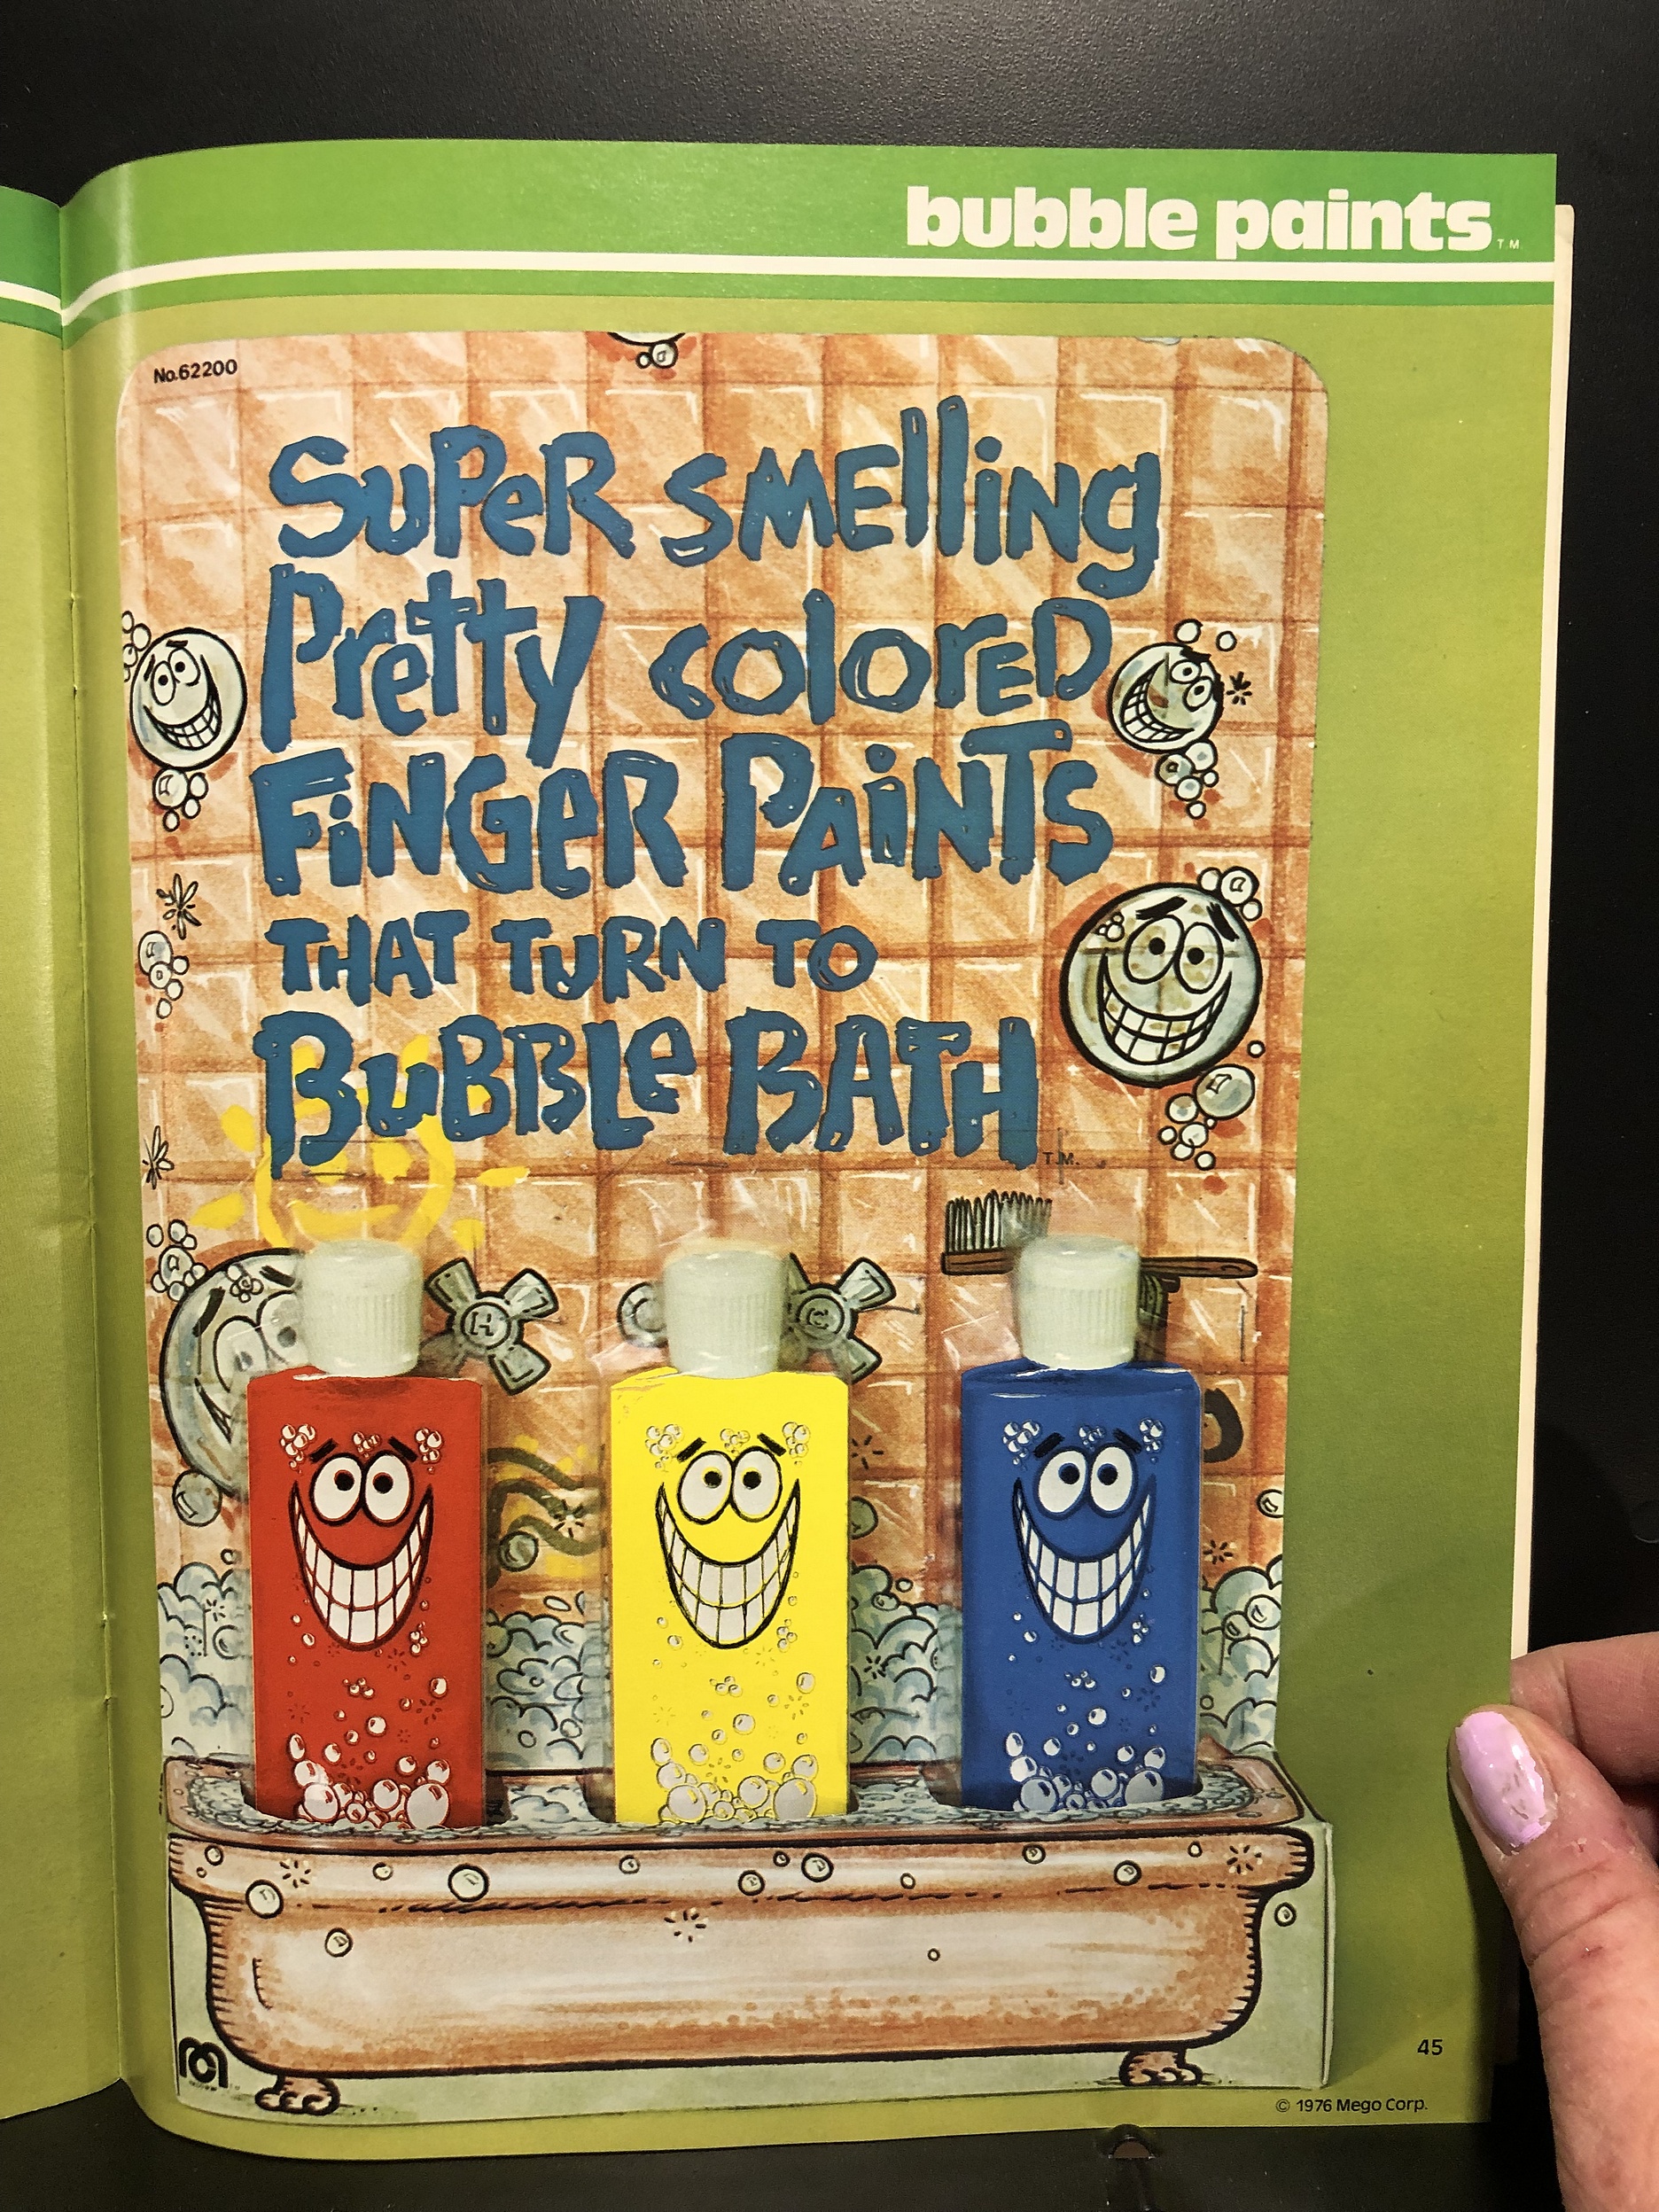 bubble paints T.M.
No.62200
SuPeR SMElling
Pretty colorED
FiNGeR PAiNTS
THAT TuRN TO
BuBBLe BATH T.M.
H
C
m
45
© 1976 Mego Corp.